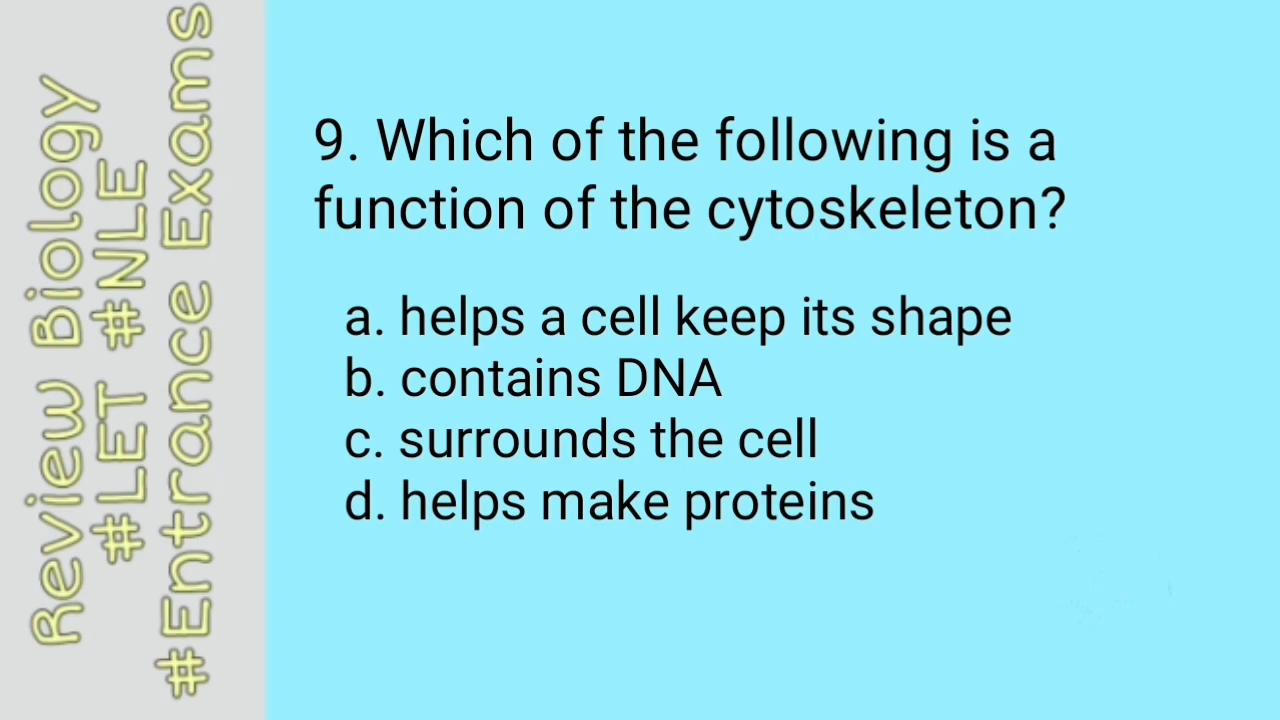 Review Biology
#LET #NLE
#Entrance Exams
9. Which of the following is a
function of the cytoskeleton?
a. helps a cell keep its shape
b. contains DNA
c. surrounds the cell
d. helps make proteins